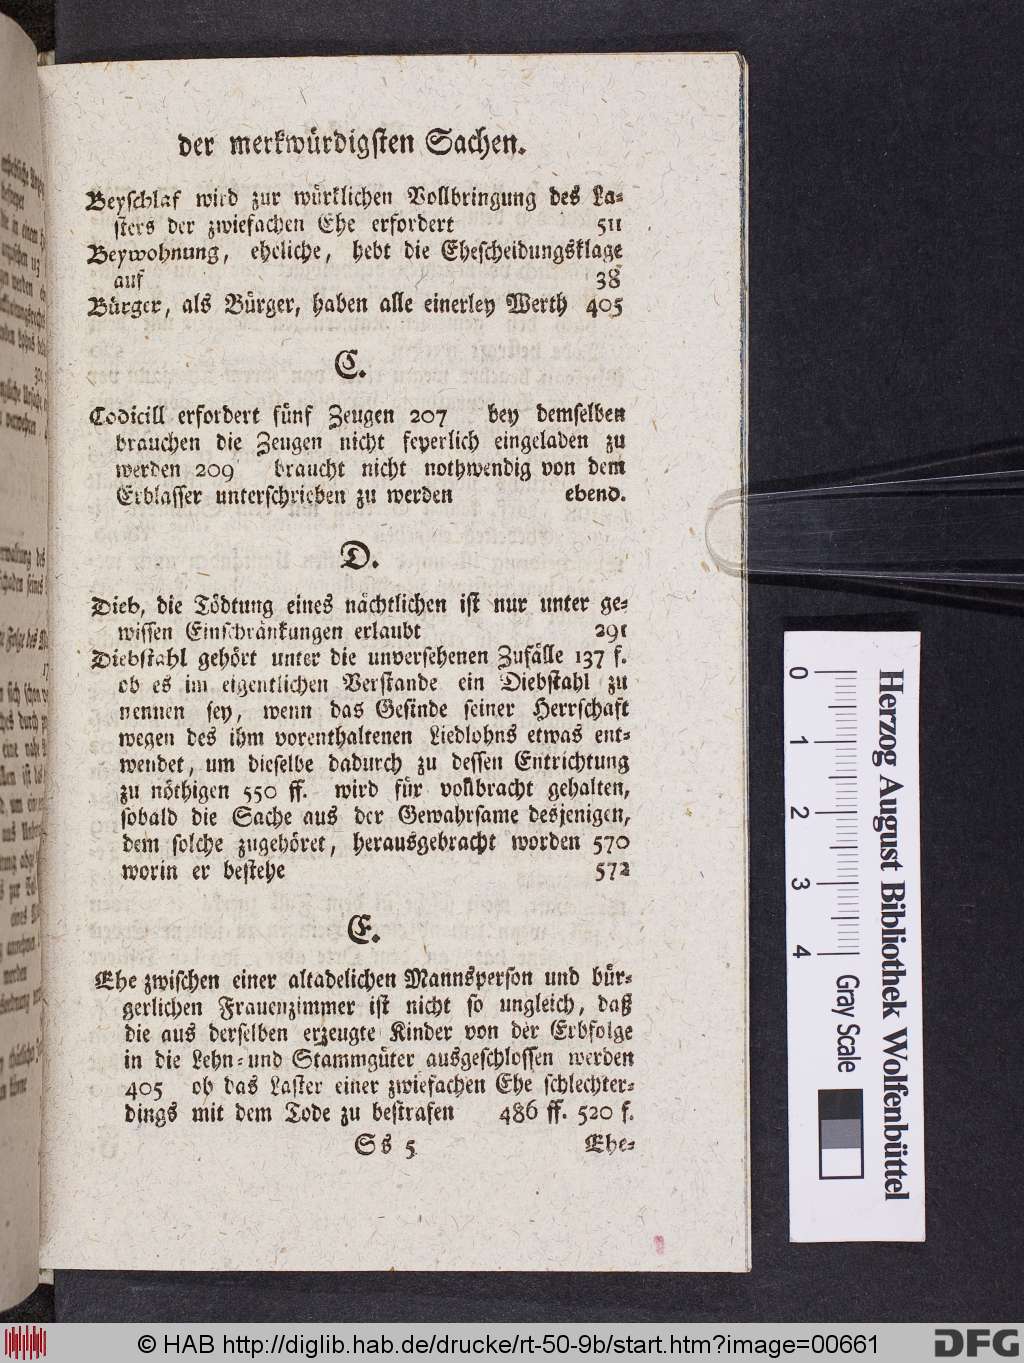 der merkwürdigsten Sachen.
Beyschlaf wird zur würklichen Vollbringung des La-
sters der zwiefachen Ehe erfordert 511
Beywohnung, eheliche, hebt die Ehescheidungsklage
auf 38
Bürger, als Bürger, haben alle einerley Werth 405
C.
Codicill erfordert fünf Zeugen 207 bey demselben
brauchen die Zeugen nicht feyerlich eingeladen zu
werden 209 braucht nicht nothwendig von dem
Erblasser unterschrieben zu werden ebend.
D.
Dieb, die Tödtung eines nächtlichen ist nur unter ge-
wissen Einschränkungen erlaubt 291
Diebstahl gehört unter die unversehenen Zufälle 137 f.
ob es im eigentlichen Verstande ein Diebstahl zu
nennen sey, wenn das Gesinde seiner Herrschaft
wegen des ihm vorenthaltenen Liedlohns etwas ent-
wendet, um dieselbe dadurch zu dessen Entrichtung
zu nöthigen 550 ff. wird für vollbracht gehalten,
sobald die Sache aus der Gewahrsame desjenigen,
dem solche zugehöret, herausgebracht worden 570
worin er bestehe 572
E.
Ehe zwischen einer altadelichen Mannsperson und bür-
gerlichen Frauenzimmer ist nicht so ungleich, daß
die aus derselben erzeugte Kinder von der Erbfolge
in die Lehn- und Stammgüter ausgeschlossen werden
405 ob das Laster einer zwiefachen Ehe schlechter-
dings mit dem Tode zu bestrafen 486 ff. 520 f.
Ss 5 Ehe-
0 1 2 3 4
Gray Scale
Herzog August Bibliothek Wolfenbüttel
© HAB http://diglib.hab.de/drucke/rt-50-9b/start.htm?image=00661
DFG